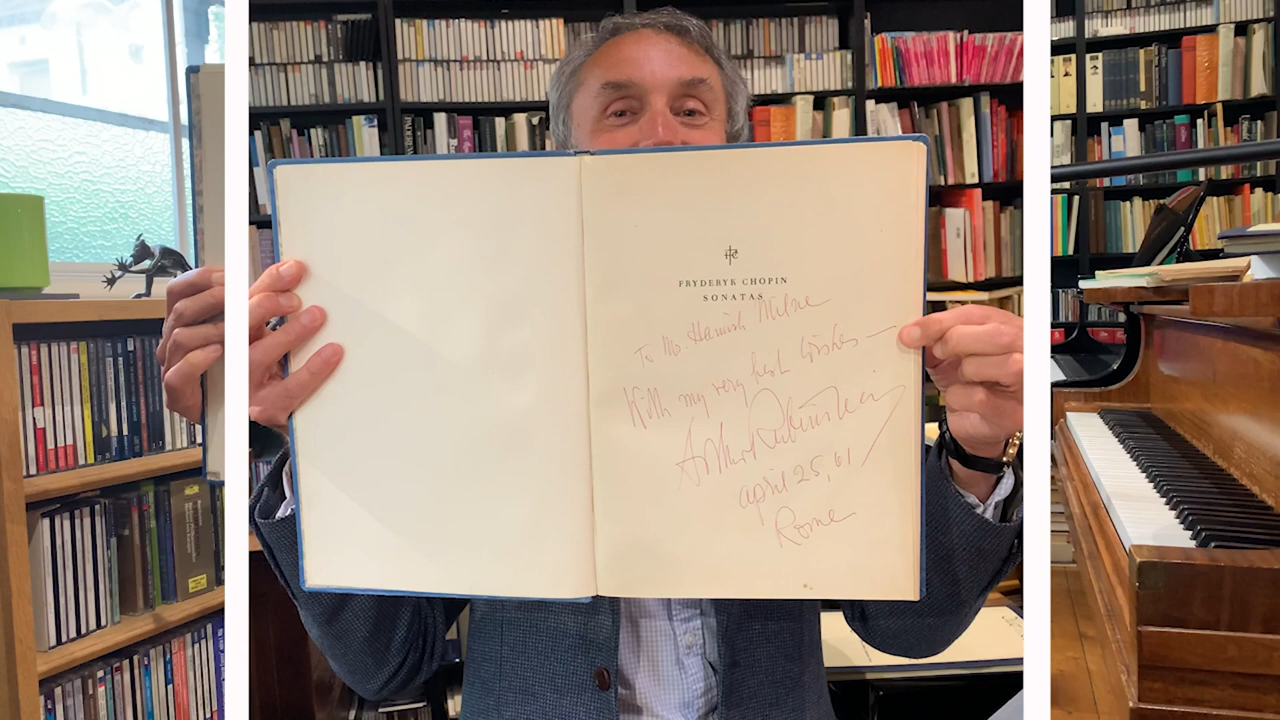 FRYDERYK CHOPIN
SONATAS
To Mr. Hamish Milne
With my very best wishes —
Arthur Rubinstein
april 25, 61
Rome